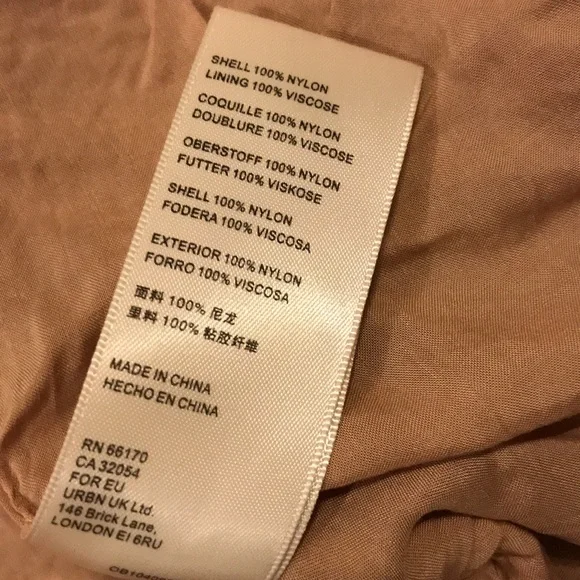 SHELL 100% NYLON
LINING 100% VISCOSE
COQUILLE 100% NYLON
DOUBLURE 100% VISCOSE
OBERSTOFF 100% NYLON
FUTTER 100% VISKOSE
SHELL 100% NYLON
FODERA 100% VISCOSA
EXTERIOR 100% NYLON
FORRO 100% VISCOSA
面料 100% 尼龙
里料 100% 粘胶纤维
MADE IN CHINA
HECHO EN CHINA
RN 66170
CA 32054
FOR EU
URBN UK Ltd.
146 Brick Lane,
LONDON EI 6RU